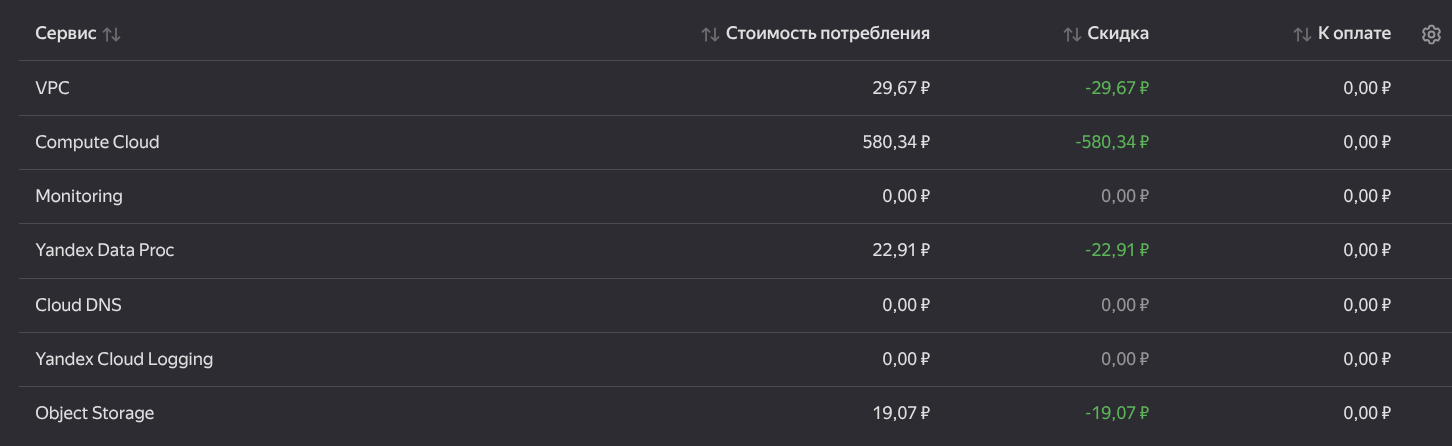 Сервис Стоимость потребления Скидка К оплате
VPC 29,67 ₽ -29,67 ₽ 0,00 ₽
Compute Cloud 580,34 ₽ -580,34 ₽ 0,00 ₽
Monitoring 0,00 ₽ 0,00 ₽ 0,00 ₽
Yandex Data Proc 22,91 ₽ -22,91 ₽ 0,00 ₽
Cloud DNS 0,00 ₽ 0,00 ₽ 0,00 ₽
Yandex Cloud Logging 0,00 ₽ 0,00 ₽ 0,00 ₽
Object Storage 19,07 ₽ -19,07 ₽ 0,00 ₽